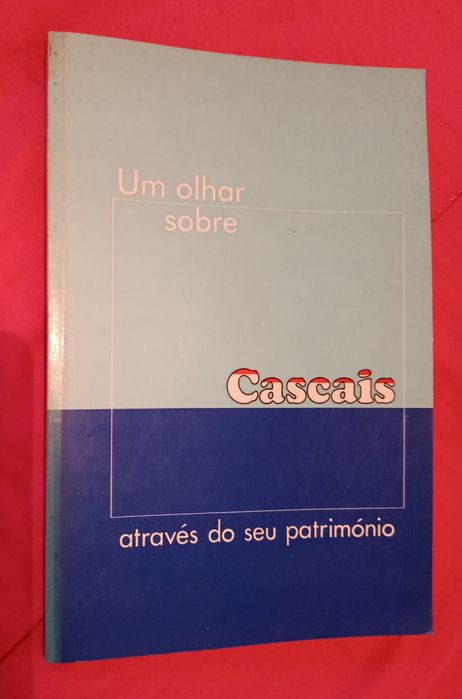 Um olhar
sobre
Cascais
através do seu património